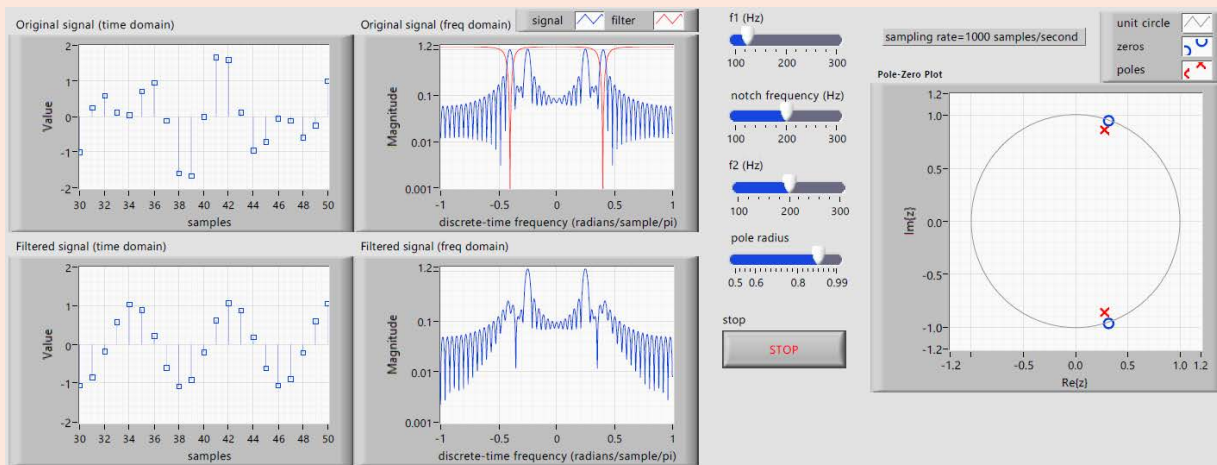 Original signal (time domain)
Value
2
1
0
-1
-2
30 32 34 36 38 40 42 44 46 48 50
samples
Original signal (freq domain)
signal filter
Magnitude
1.2
0.1
0.01
0.001
-1 -0.5 0 0.5 1
discrete-time frequency (radians/sample/pi)
Filtered signal (time domain)
Value
2
1
0
-1
-2
30 32 34 36 38 40 42 44 46 48 50
samples
Filtered signal (freq domain)
Magnitude
1.2
0.1
0.01
0.001
-1 -0.5 0 0.5 1
discrete-time frequency (radians/sample/pi)
f1 (Hz)
100 200 300
notch frequency (Hz)
100 200 300
f2 (Hz)
100 200 300
pole radius
0.5 0.6 0.8 0.99
stop
STOP
sampling rate=1000 samples/second
unit circle
zeros
poles
Pole-Zero Plot
Im{z}
1.2
1.0
0.5
0.0
-0.5
-1.0
-1.2
-1.2 -0.5 0.0 0.5 1.0 1.2
Re{z}